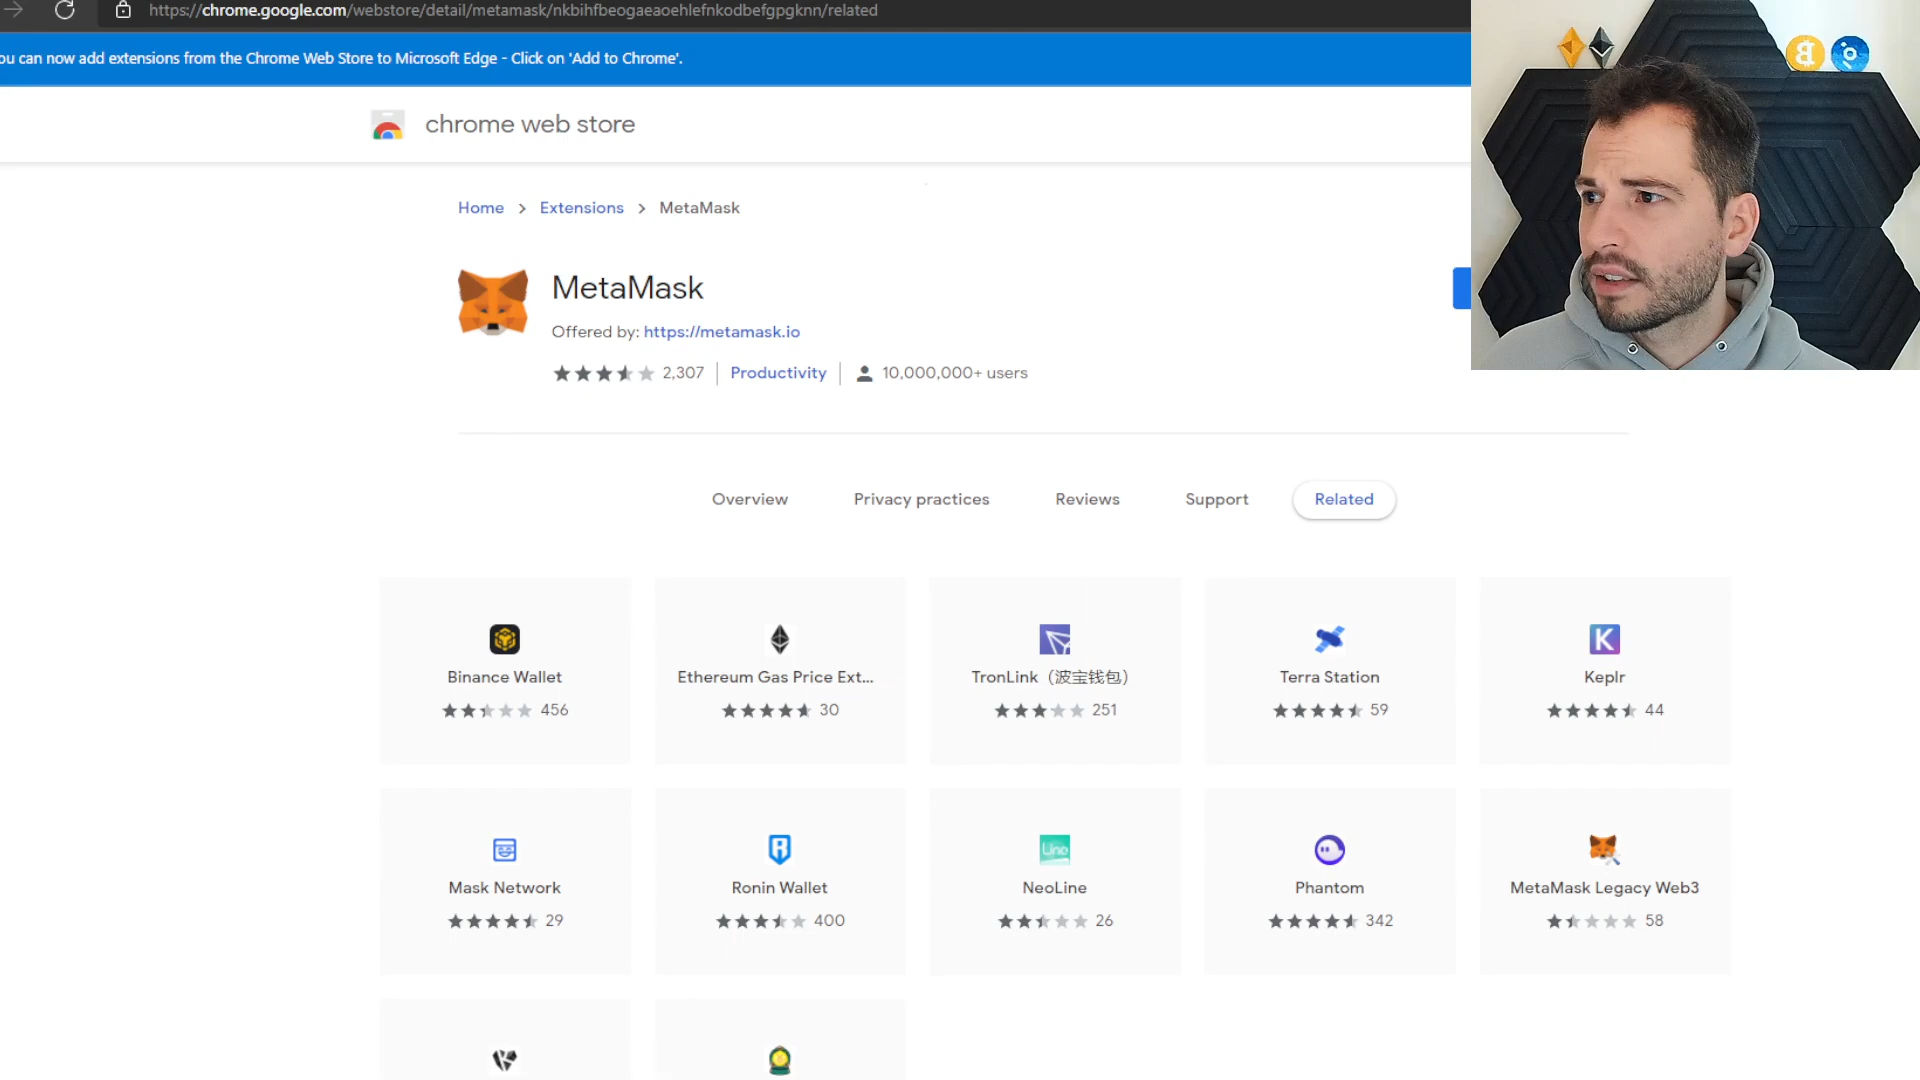 https://chrome.google.com/webstore/detail/metamask/nkbihfbeogaeaoehlefnkodbefgpgknn/related
ou can now add extensions from the Chrome Web Store to Microsoft Edge - Click on 'Add to Chrome'.
chrome web store
Home > Extensions > MetaMask
MetaMask
Offered by: https://metamask.io
2,307 Productivity 10,000,000+ users
Overview Privacy practices Reviews Support Related
Binance Wallet Ethereum Gas Price Ext... TronLink（波宝钱包） Terra Station Keplr
456 30 251 59 44
K
Mask Network Ronin Wallet NeoLine Phantom MetaMask Legacy Web3
29 400 26 342 58